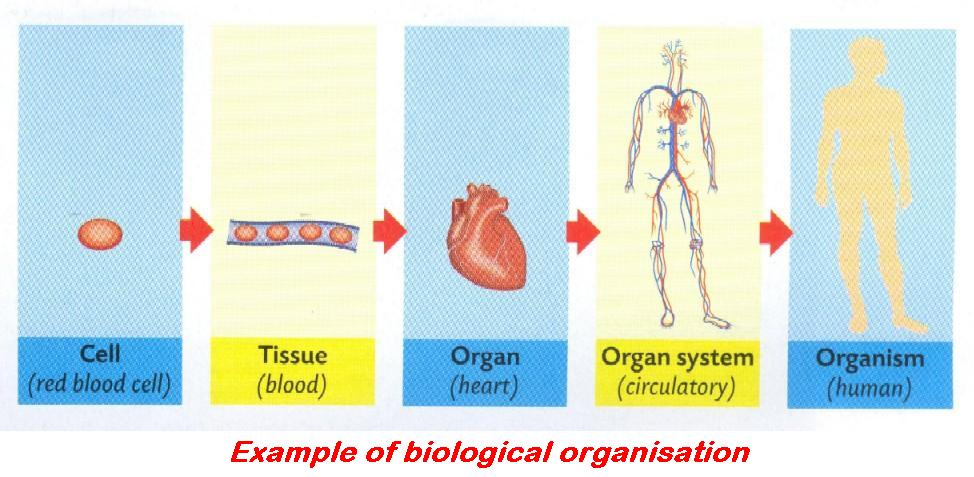 Cell
(red blood cell)
Tissue
(blood)
Organ
(heart)
Organ system
(circulatory)
Organism
(human)
Example of biological organisation